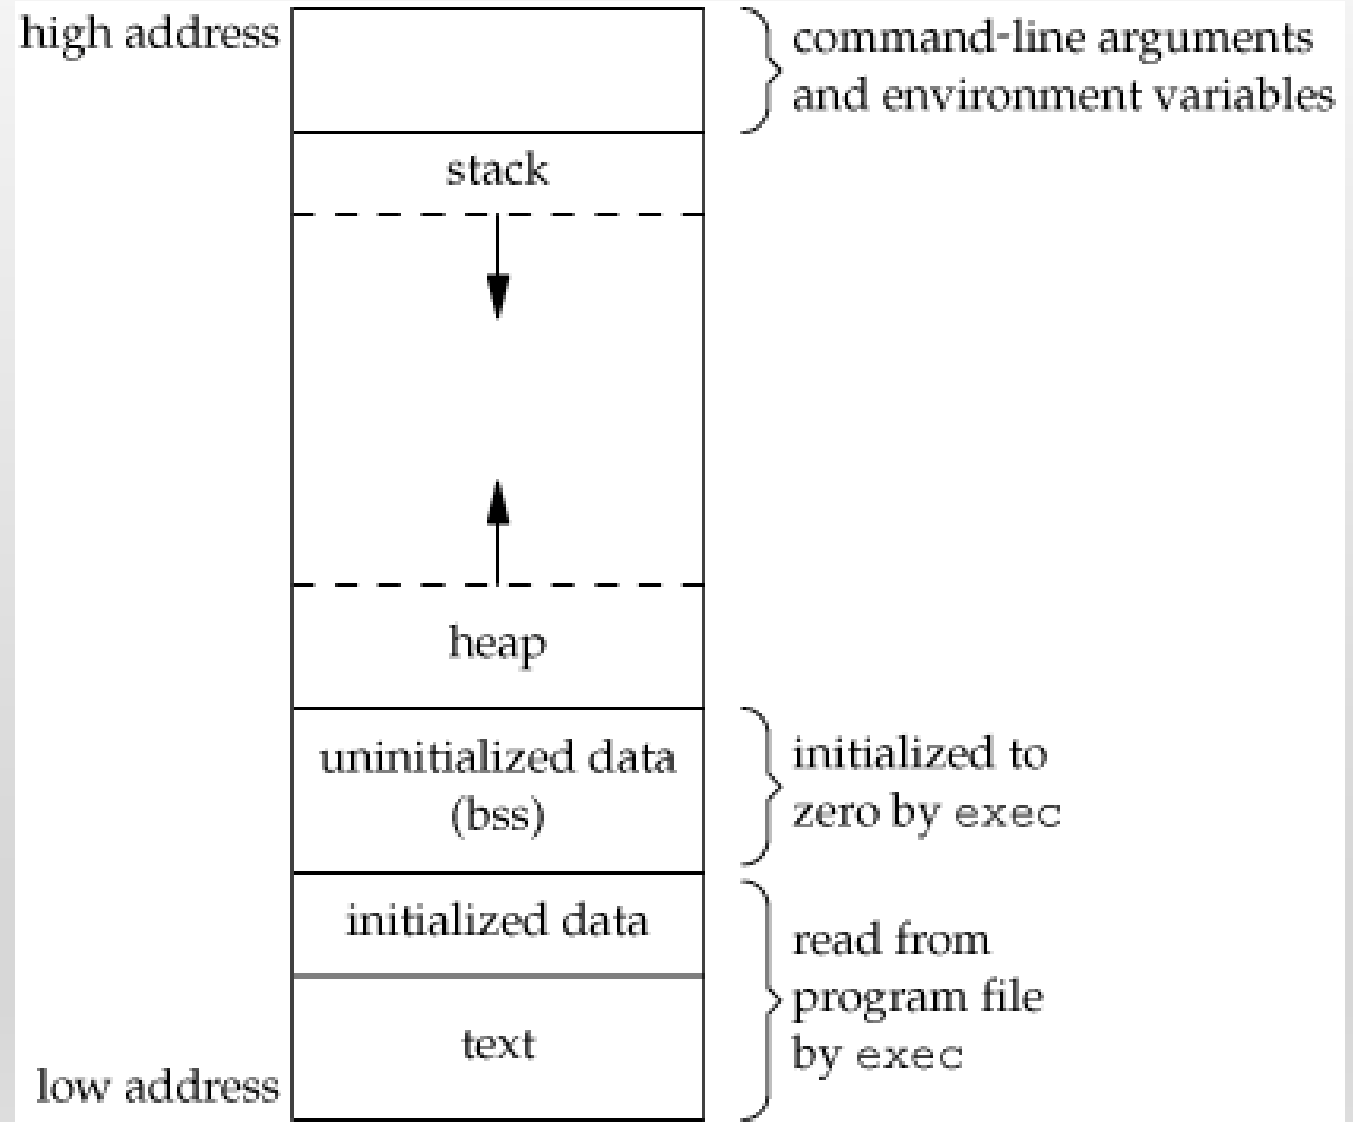 high address
command-line arguments
and environment variables
stack
heap
uninitialized data
(bss)
initialized to
zero by exec
initialized data
read from
program file
by exec
text
low address